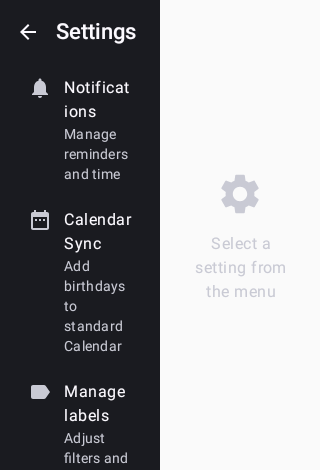 Settings
Notificat
ions
Manage
reminders
and time
Calendar
Sync
Add
birthdays
to
standard
Calendar
Manage
labels
Adjust
filters and
Select a
setting from
the menu